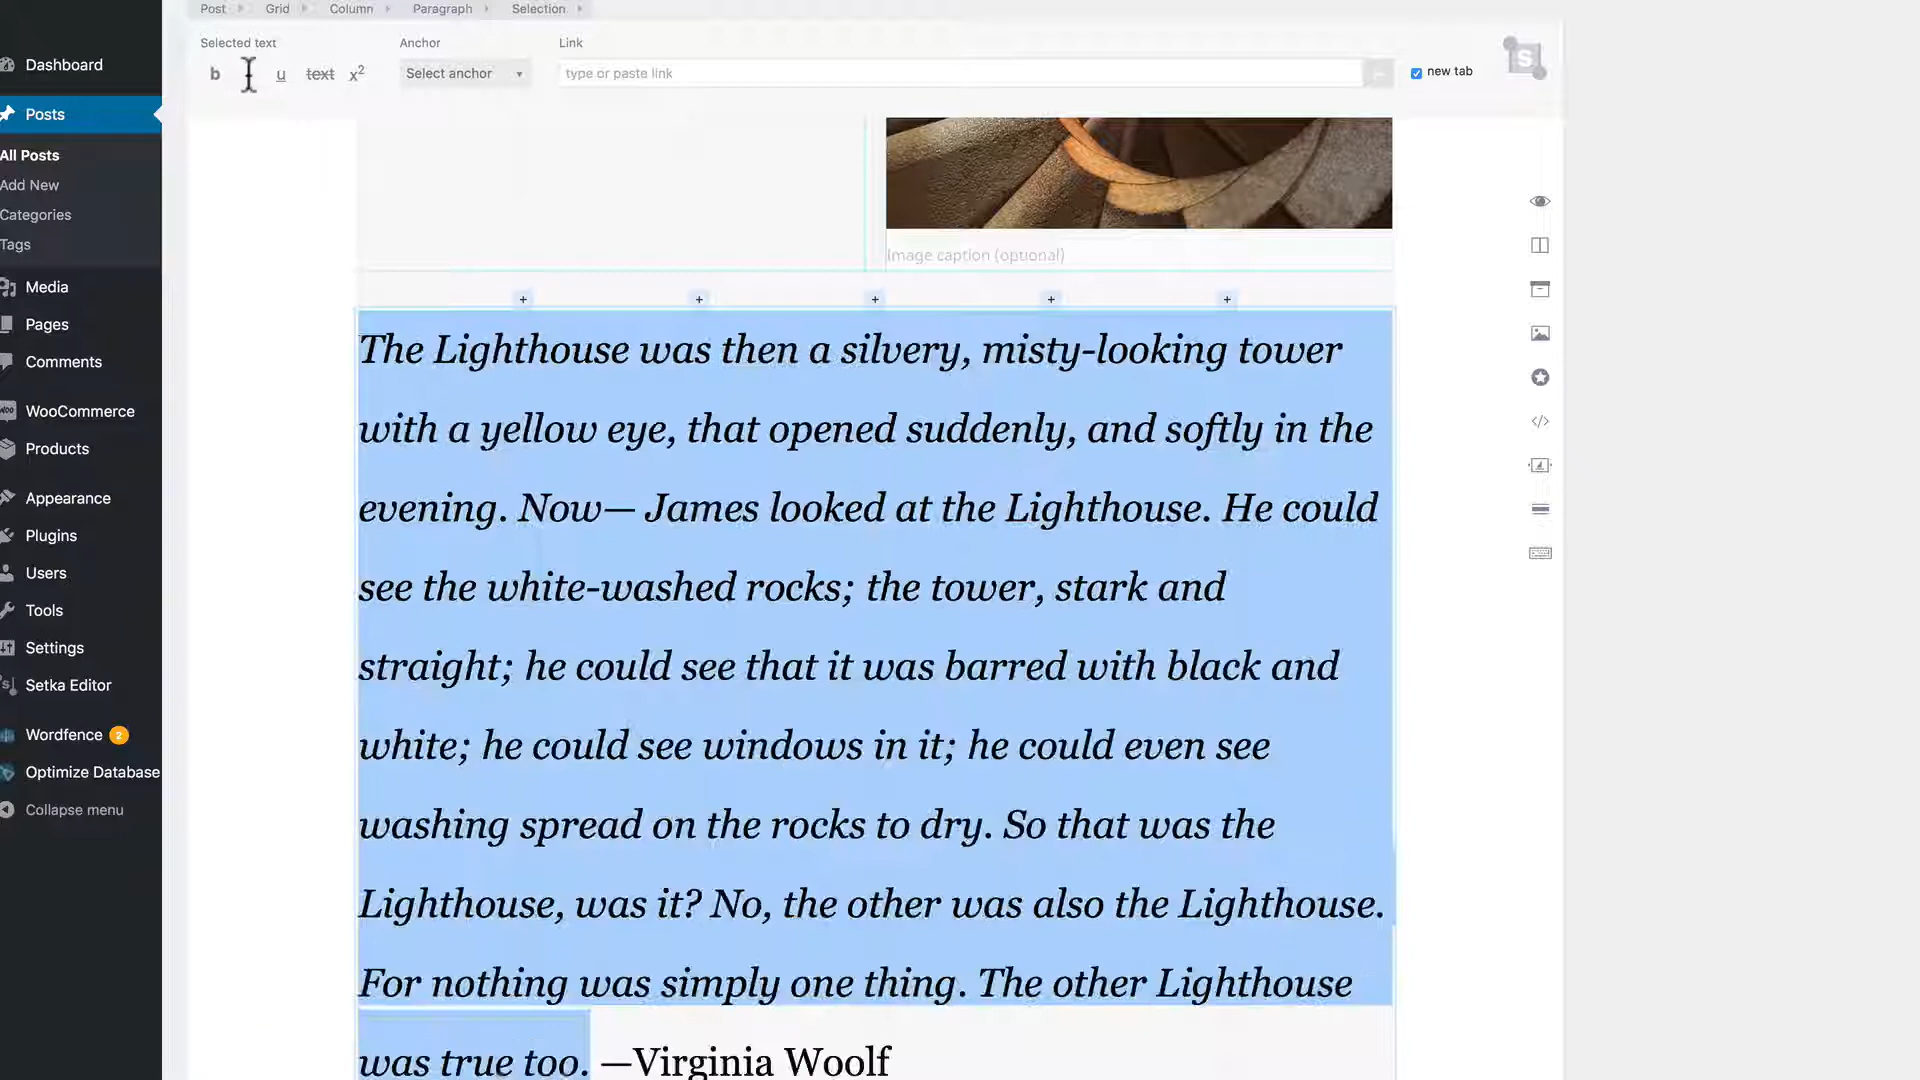 Post Grid Column Paragraph Selection
Selected text Anchor Link
b u text x² Select anchor type or paste link new tab
S
Dashboard
Posts
All Posts
Add New
Categories
Tags
Media
Pages
Comments
WooCommerce
Products
Appearance
Plugins
Users
Tools
Settings
Setka Editor
Wordfence 2
Optimize Database
Collapse menu
Image caption (optional)
+ + + + +
The Lighthouse was then a silvery, misty-looking tower
with a yellow eye, that opened suddenly, and softly in the
evening. Now— James looked at the Lighthouse. He could
see the white-washed rocks; the tower, stark and
straight; he could see that it was barred with black and
white; he could see windows in it; he could even see
washing spread on the rocks to dry. So that was the
Lighthouse, was it? No, the other was also the Lighthouse.
For nothing was simply one thing. The other Lighthouse
was true too. —Virginia Woolf